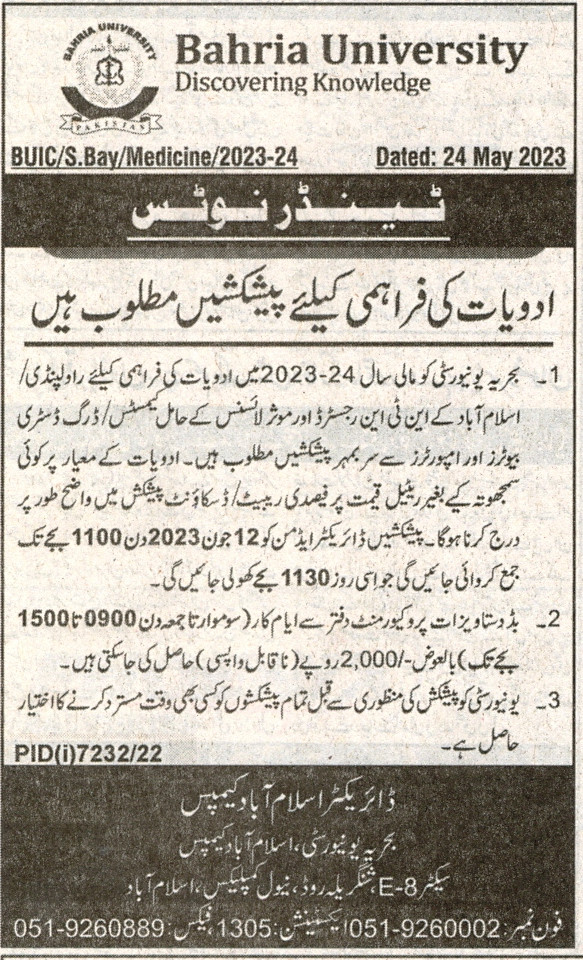 BAHRIA UNIVERSITY
PAKISTAN
Bahria University
Discovering Knowledge
BUIC/S.Bay/Medicine/2023-24 Dated: 24 May 2023
ٹینڈر نوٹس
ادویات کی فراہمی کیلئے پیشکشیں مطلوب ہیں
1۔ بحریہ یونیورسٹی کو مالی سال 24-2023 میں ادویات کی فراہمی کیلئے راولپنڈی/
اسلام آباد کے این ٹی این رجسٹرڈ اور موثر لائسنس کے حامل کیمسٹس/ڈرگ ڈسٹری
بیوٹرز اور امپورٹرز سے سر بمہر پیشکشیں مطلوب ہیں۔ ادویات کے معیار پر کوئی
سمجھوتہ کے بغیر ریٹیل قیمت پر فیصدی ریبیٹ/ڈسکاؤنٹ پیشکش میں واضح طور پر
درج کرنا ہوگا۔ پیشکشیں ڈائریکٹر ایڈمن کو 12 جون 2023 دن 1100 بجے تک
جمع کروائی جائیں گی جو اسی روز 1130 بجے کھولی جائیں گی۔
2۔ بڈ دستاویزات پروکیورمنٹ دفتر سے ایام کار (سوموار تا جمعہ دن 0900 تا 1500
بجے تک) بالعوض -/2,000 روپے (ناقابل واپسی) حاصل کی جاسکتی ہیں۔
3۔ یونیورسٹی کو پیشکش کی منظوری سے قبل تمام پیشکشوں کو کسی بھی وقت مسترد کرنے کا اختیار
حاصل ہے۔
PID(i)7232/22
ڈائریکٹر اسلام آباد کیمپس
بحریہ یونیورسٹی، اسلام آباد کیمپس
سیکٹر E-8، شنگریلہ روڈ، نیول کمپلیکس، اسلام آباد
فون نمبر: 051-9260002 ایکسٹینشن: 1305، فیکس: 051-9260889